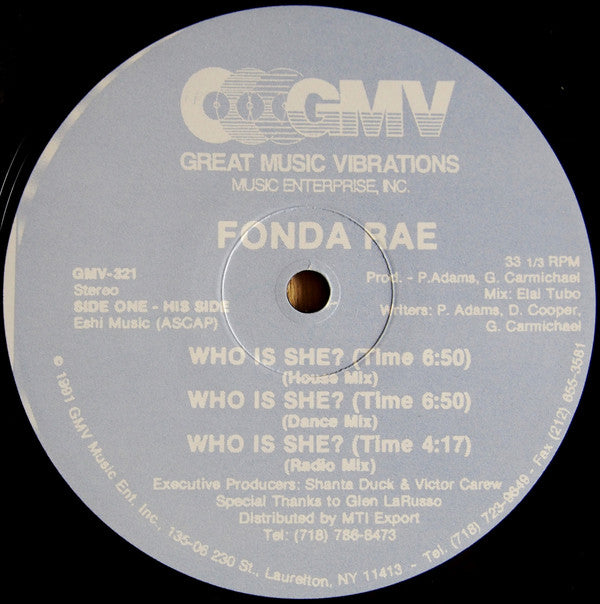 GMV
GREAT MUSIC VIBRATIONS
MUSIC ENTERPRISE, INC.
FONDA RAE
GMV-321
Stereo
SIDE ONE - HIS SIDE
Eshi Music (ASCAP)
33 1/3 RPM
Prod. - P.Adams, G. Carmichael
Mix: Elai Tubo
Writers: P. Adams, D. Cooper,
G. Carmichael
WHO IS SHE? (Time 6:50)
(House Mix)
WHO IS SHE? (Time 6:50)
(Dance Mix)
WHO IS SHE? (Time 4:17)
(Radio Mix)
Executive Producers: Shanta Duck & Victor Carew
Special Thanks to Glen LaRusso
Distributed by MTI Export
Tel: (718) 786-8473
© 1991 GMV Music Ent. Inc., 135-06 230 St., Laurelton, NY 11413 - Tel. (718) 723-9649 - Fax (212) 855-3581